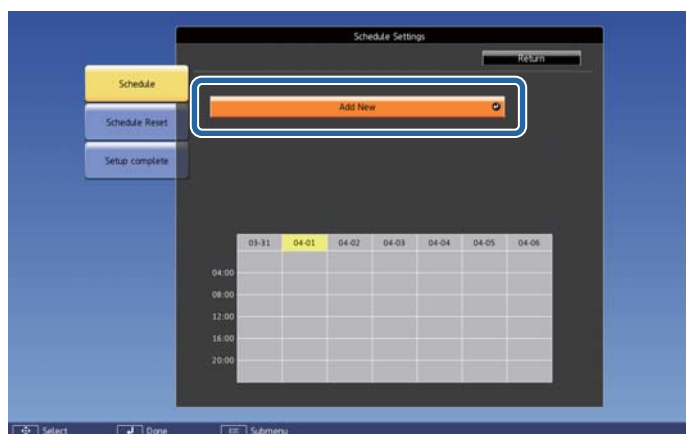 Schedule Settings
Return
Schedule
Add New
Schedule Reset
Setup complete
03-31 04-01 04-02 04-03 04-04 04-05 04-06
04:00
08:00
12:00
16:00
20:00
Select Done Submenu